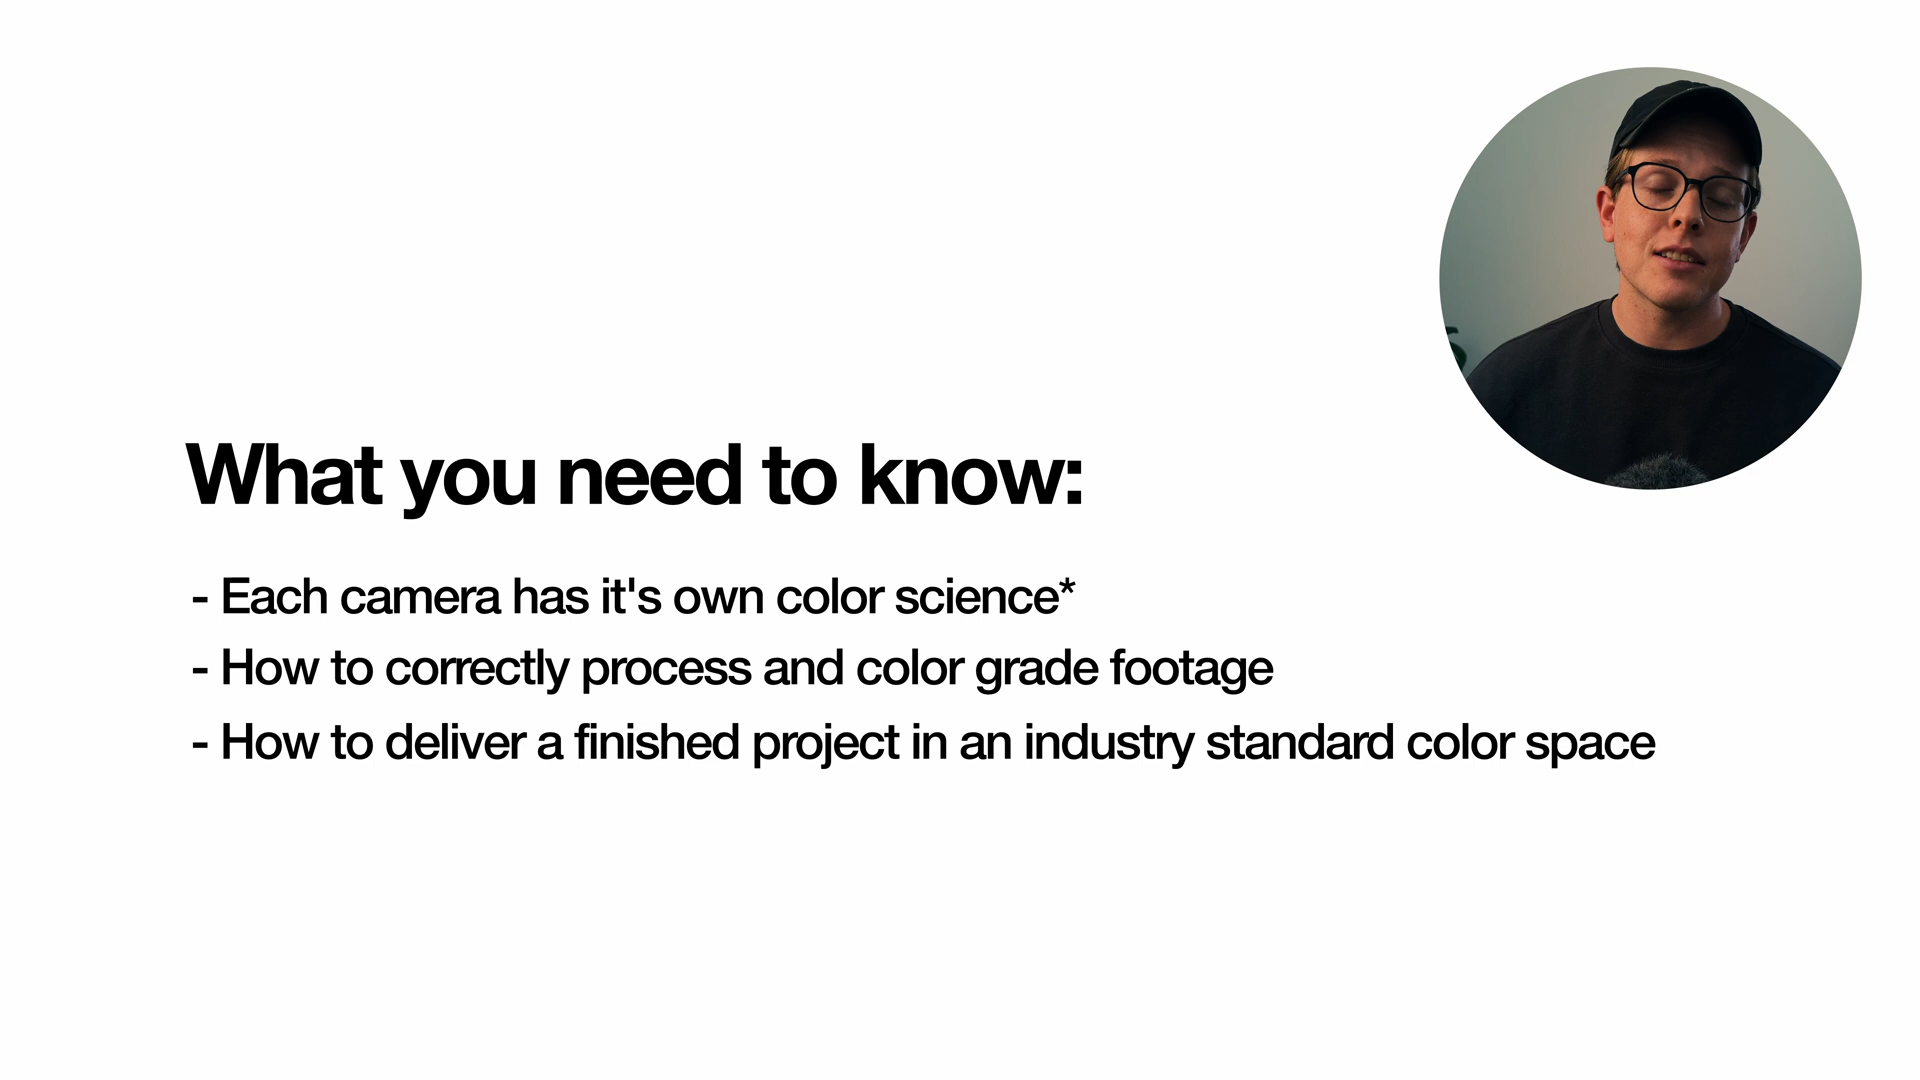 What you need to know:
- Each camera has it's own color science*
- How to correctly process and color grade footage
- How to deliver a finished project in an industry standard color space